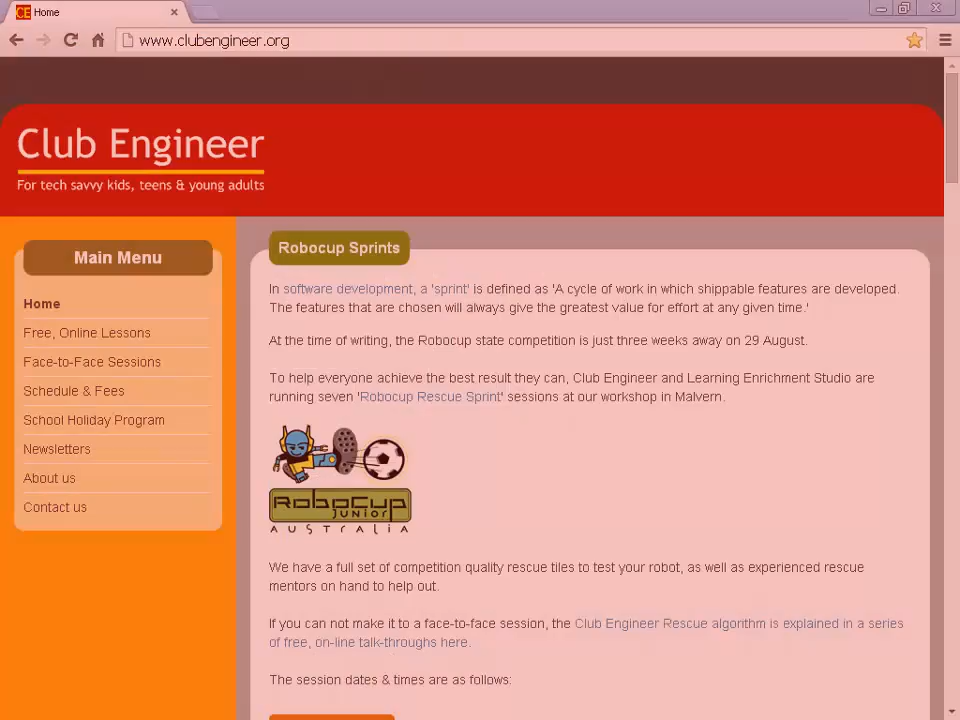 CE Home
www.clubengineer.org
Club Engineer
For tech savvy kids, teens & young adults
Main Menu
Home
Free, Online Lessons
Face-to-Face Sessions
Schedule & Fees
School Holiday Program
Newsletters
About us
Contact us
Robocup Sprints
In software development, a 'sprint' is defined as 'A cycle of work in which shippable features are developed.
The features that are chosen will always give the greatest value for effort at any given time.'
At the time of writing, the Robocup state competition is just three weeks away on 29 August.
To help everyone achieve the best result they can, Club Engineer and Learning Enrichment Studio are
running seven 'Robocup Rescue Sprint' sessions at our workshop in Malvern.
RoboCup
JUNIOR
AUSTRALIA
We have a full set of competition quality rescue tiles to test your robot, as well as experienced rescue
mentors on hand to help out.
If you can not make it to a face-to-face session, the Club Engineer Rescue algorithm is explained in a series
of free, on-line talk-throughs here.
The session dates & times are as follows: